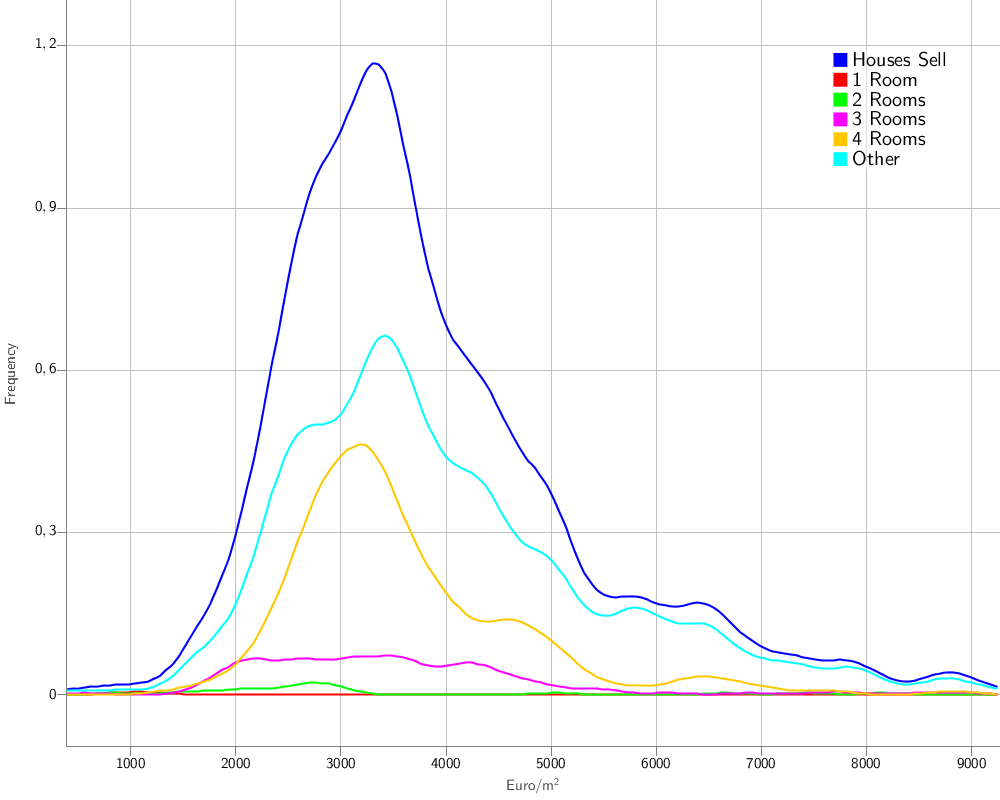 1, 2
0, 9
0, 6
0, 3
0
Frequency
Houses Sell
1 Room
2 Rooms
3 Rooms
4 Rooms
Other
1000 2000 3000 4000 5000 6000 7000 8000 9000
Euro/m²